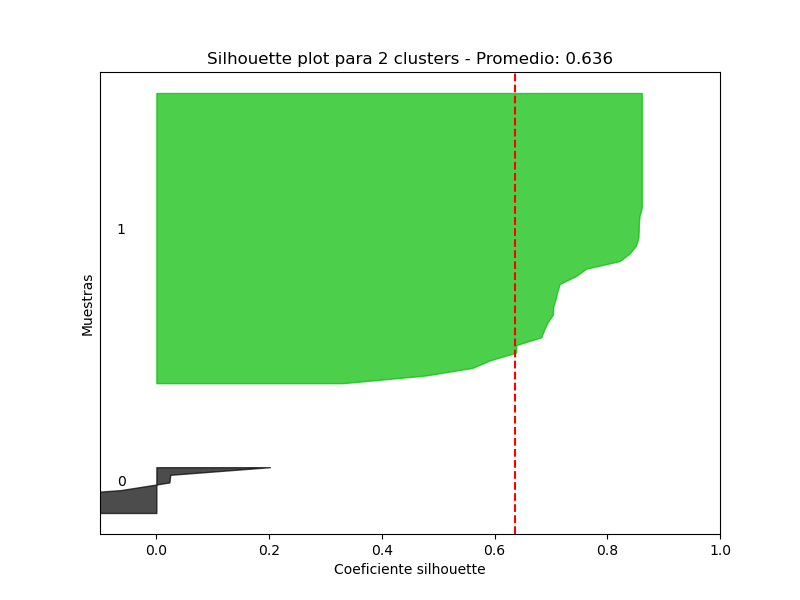 Silhouette plot para 2 clusters - Promedio: 0.636
1
Muestras
0
0.0 0.2 0.4 0.6 0.8 1.0
Coeficiente silhouette